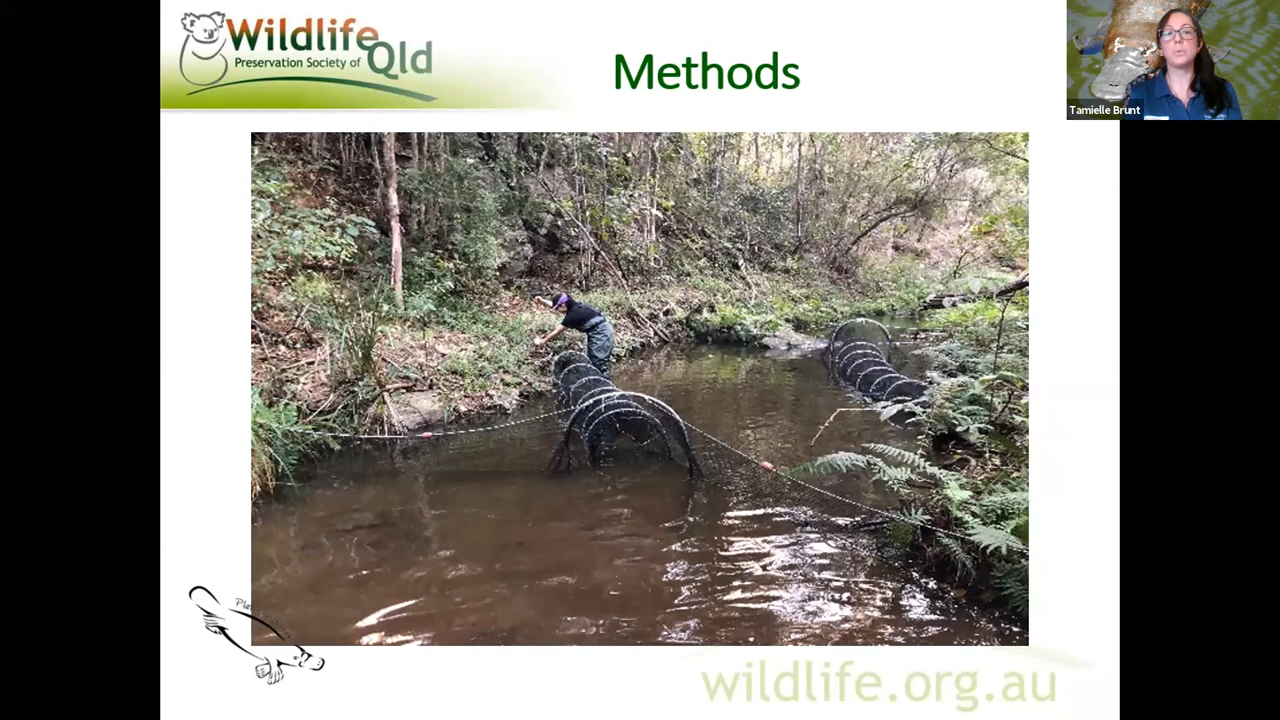 Wildlife
Preservation Society of Qld
Methods
Tamielle Brunt
wildlife.org.au